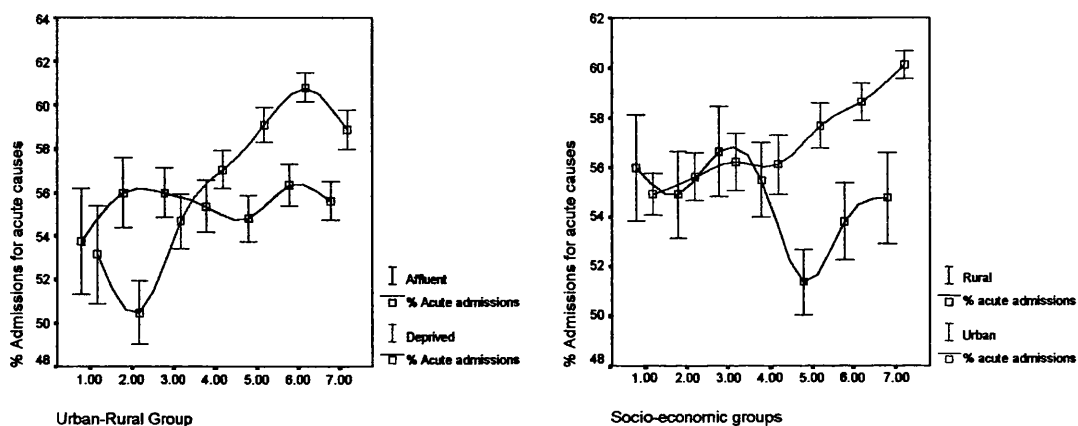 % Admissions for acute causes
64
62
60
58
56
54
52
50
48
1.00 2.00 3.00 4.00 5.00 6.00 7.00
Urban-Rural Group
Affluent
% Acute admissions
Deprived
% Acute admissions
% Admissions for acute causes
62
60
58
56
54
52
50
48
1.00 2.00 3.00 4.00 5.00 6.00 7.00
Socio-economic groups
Rural
% acute admissions
Urban
% acute admissions